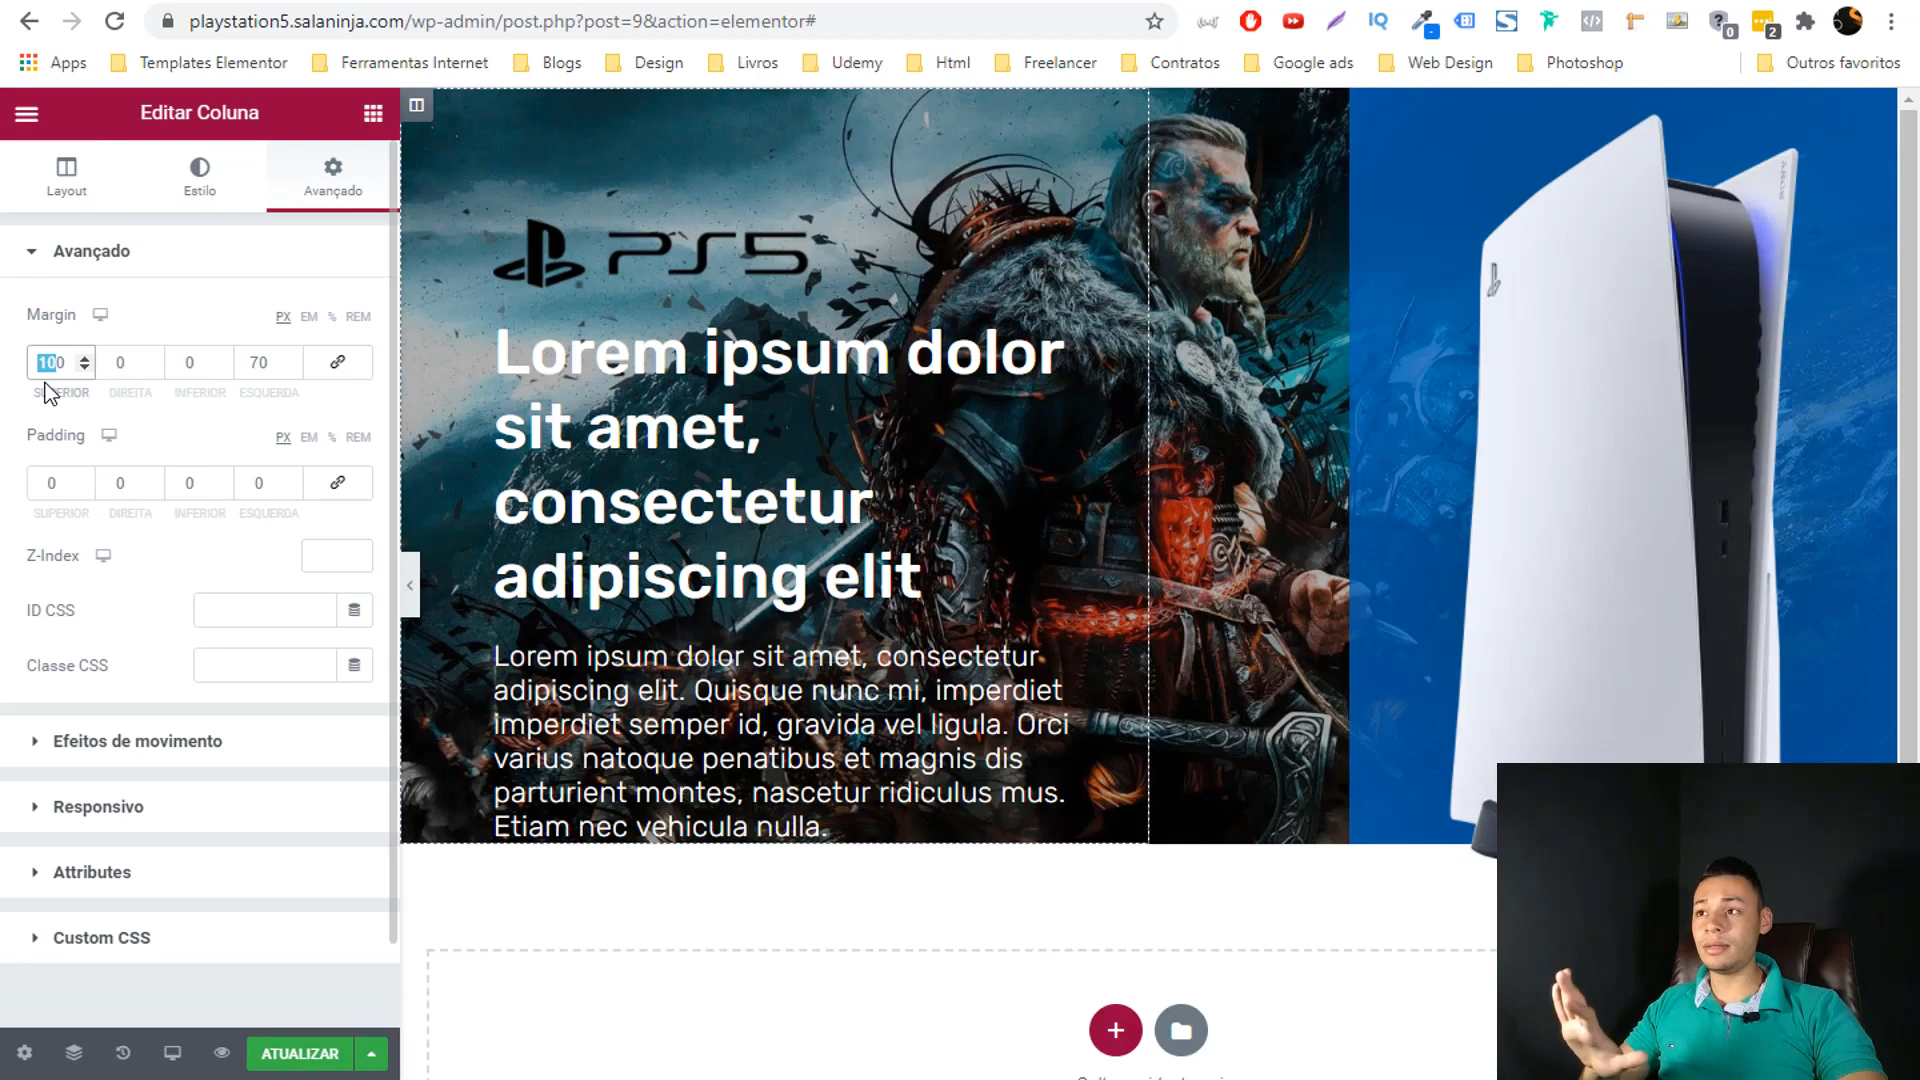 playstation5.salaninja.com/wp-admin/post.php?post=9&action=elementor#
IQ
0
2
Apps
Templates Elementor
Ferramentas Internet
Blogs
Design
Livros
Udemy
Html
Freelancer
Contratos
Google ads
Web Design
Photoshop
Outros favoritos
Editar Coluna
Layout
Estilo
Avançado
Avançado
Margin
PX EM % REM
100 0 0 70
SUPERIOR DIREITA INFERIOR ESQUERDA
Padding
PX EM % REM
0 0 0 0
SUPERIOR DIREITA INFERIOR ESQUERDA
Z-Index
ID CSS
Classe CSS
Efeitos de movimento
Responsivo
Attributes
Custom CSS
ATUALIZAR
PS5
Lorem ipsum dolor
sit amet,
consectetur
adipiscing elit
Lorem ipsum dolor sit amet, consectetur
adipiscing elit. Quisque nunc mi, imperdiet
imperdiet semper id, gravida vel ligula. Orci
varius natoque penatibus et magnis dis
parturient montes, nascetur ridiculus mus.
Etiam nec vehicula nulla.